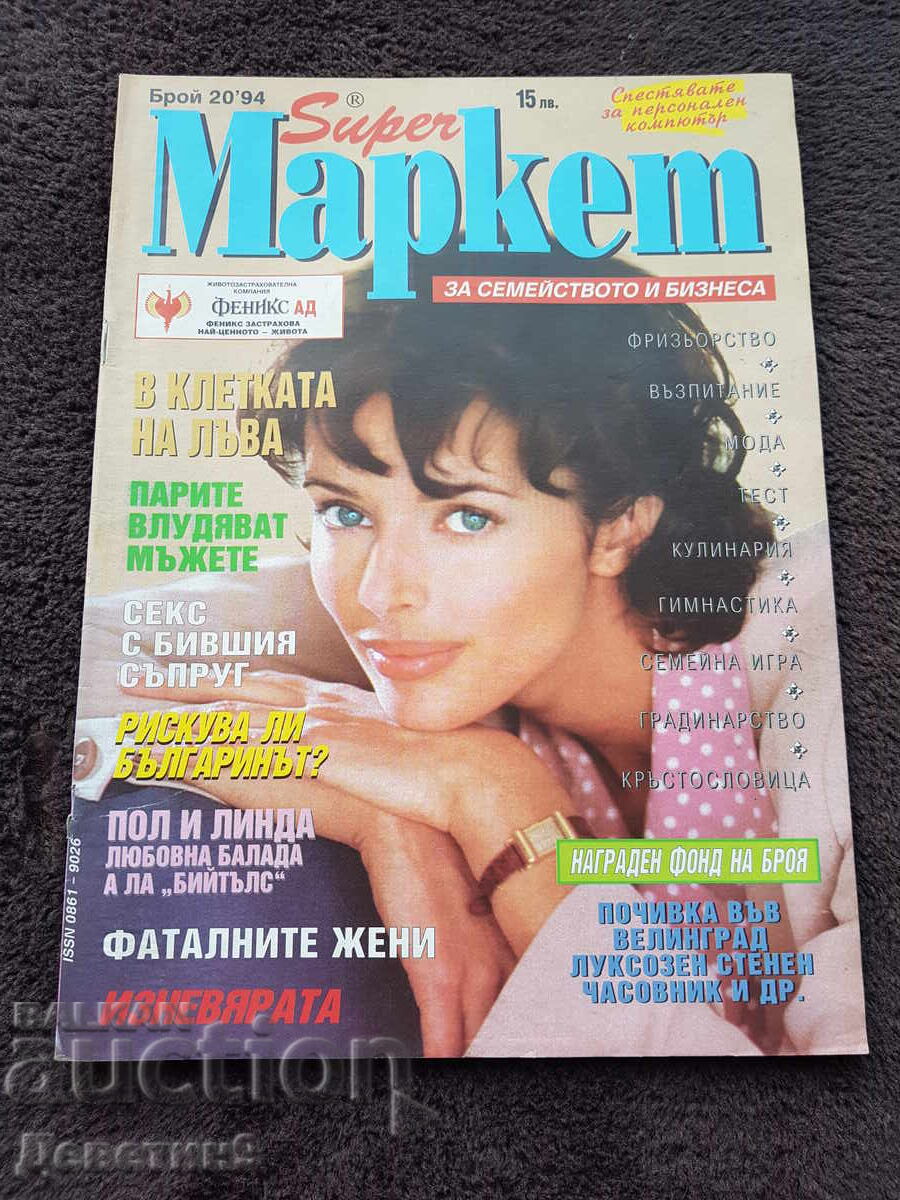 Брой 20'94
Super®
15 лв.
Спестявате
за персонален
компютър
Маркет
ЗА СЕМЕЙСТВОТО И БИЗНЕСА
ЖИВОТОЗАСТРАХОВАТЕЛНА
КОМПАНИЯ
ФЕНИКС АД
ФЕНИКС ЗАСТРАХОВА
НАЙ-ЦЕННОТО – ЖИВОТА
В КЛЕТКАТА
НА ЛЪВА
ПАРИТЕ
ВЛУДЯВАТ
МЪЖЕТЕ
СЕКС
С БИВШИЯ
СЪПРУГ
РИСКУВА ЛИ
БЪЛГАРИНЪТ?
ПОЛ И ЛИНДА
ЛЮБОВНА БАЛАДА
А ЛА „БИЙТЪЛС“
ФАТАЛНИТЕ ЖЕНИ
ИЗНЕВЯРАТА
ISSN 0861 - 9026
ФРИЗЬОРСТВО
ВЪЗПИТАНИЕ
МОДА
ТЕСТ
КУЛИНАРИЯ
ГИМНАСТИКА
СЕМЕЙНА ИГРА
ГРАДИНАРСТВО
КРЪСТОСЛОВИЦА
НАГРАДЕН ФОНД НА БРОЯ
ПОЧИВКА ВЪВ
ВЕЛИНГРАД
ЛУКСОЗЕН СТЕНЕН
ЧАСОВНИК И ДР.
BALKAN
auction
Деветин9